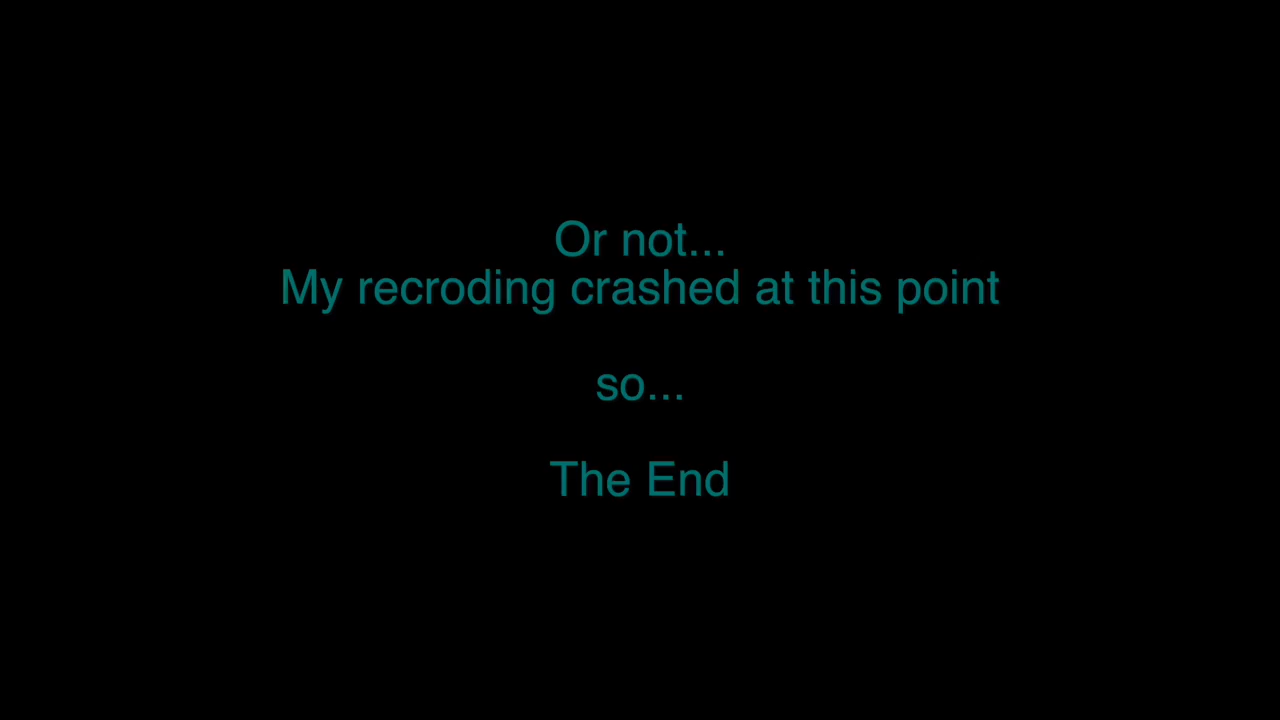 Or not...
My recroding crashed at this point
so...
The End